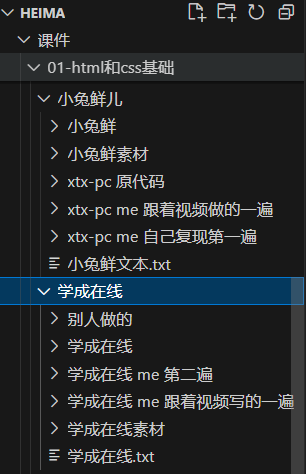 HEIMA
课件
01-html和css基础
小兔鲜儿
小兔鲜
小兔鲜素材
xtx-pc 原代码
xtx-pc me 跟着视频做的一遍
xtx-pc me 自己复现第一遍
小兔鲜文本.txt
学成在线
别人做的
学成在线
学成在线 me 第二遍
学成在线 me 跟着视频写的一遍
学成在线素材
学成在线.txt